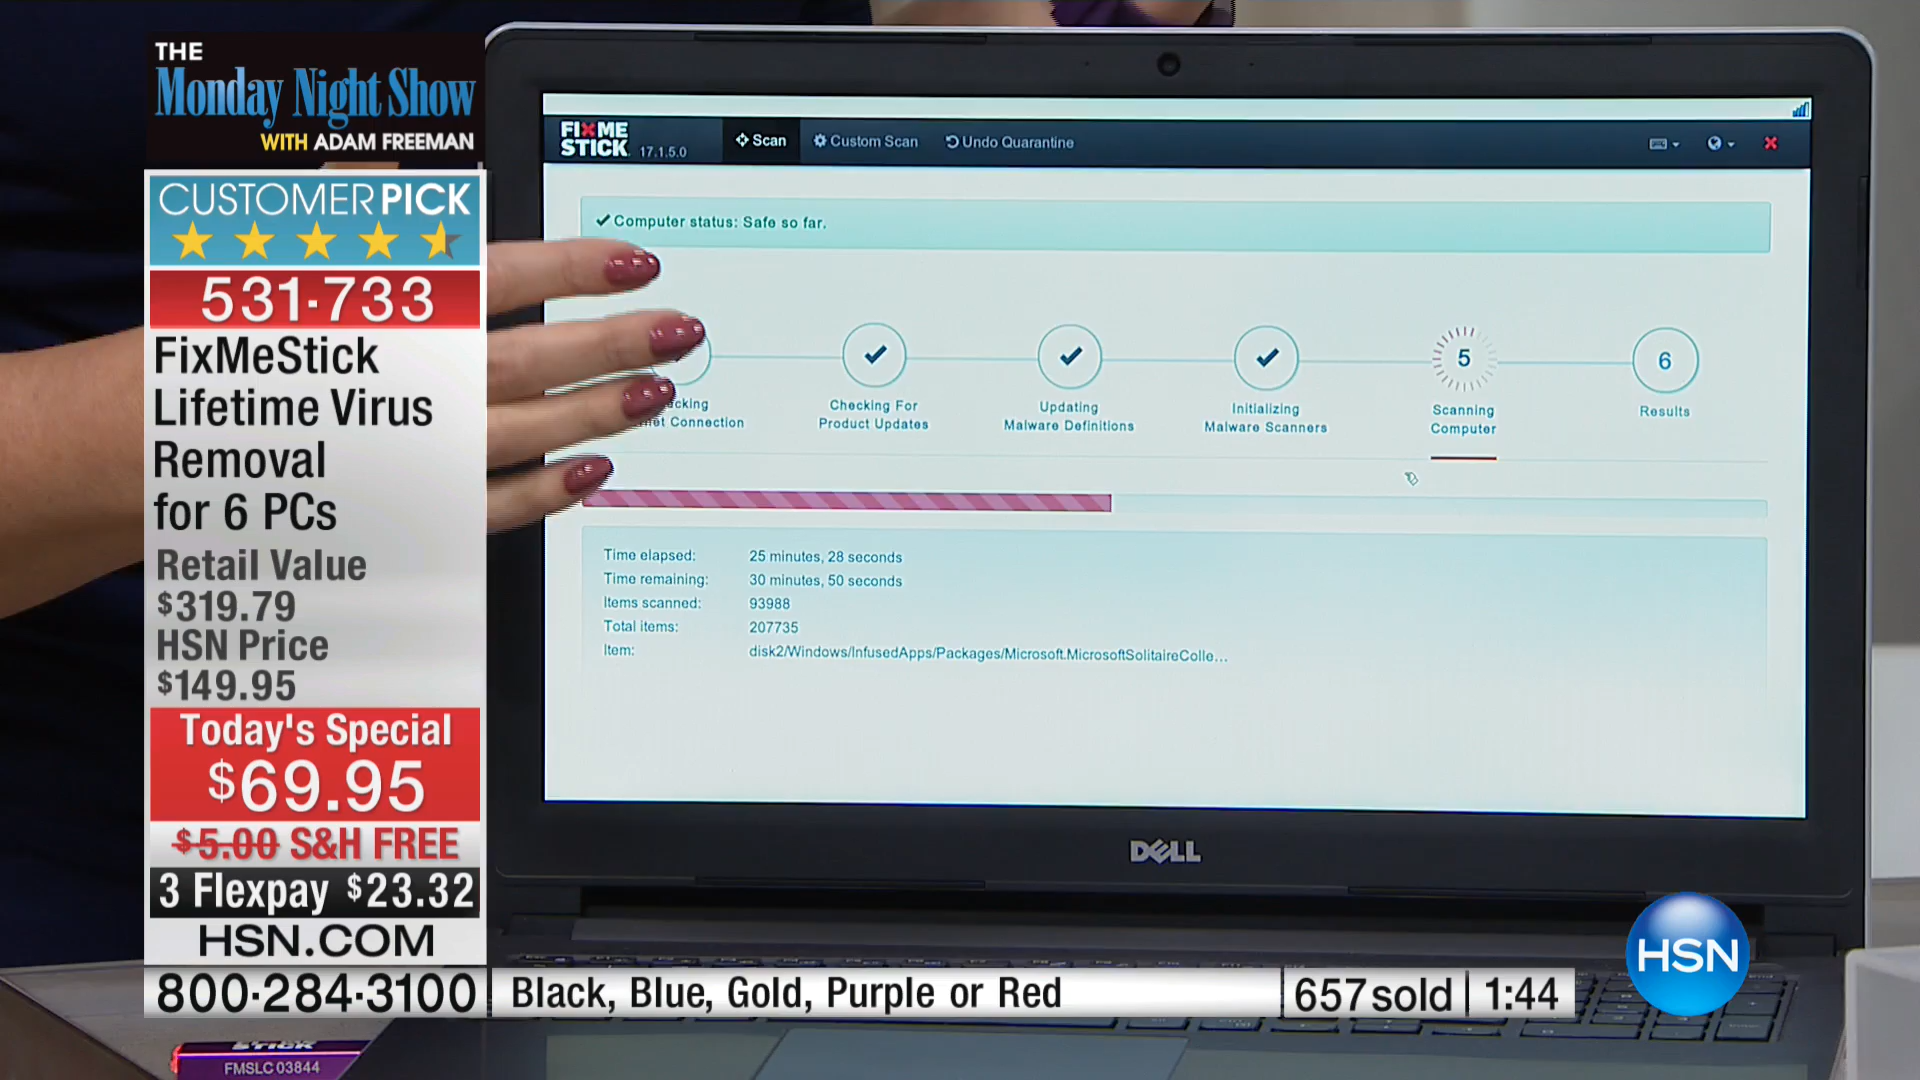 THE
Monday Night Show
WITH ADAM FREEMAN
CUSTOMER PICK
531·733
FixMeStick
Lifetime Virus
Removal
for 6 PCs
Retail Value
$319.79
HSN Price
$149.95
Today's Special
$69.95
$5.00 S&H FREE
3 Flexpay $23.32
HSN.COM
800·284·3100
Black, Blue, Gold, Purple or Red
657 sold | 1:44
HSN
FIXME
STICK 17.1.5.0
Scan
Custom Scan
Undo Quarantine
Computer status: Safe so far.
Connection
Checking For
Product Updates
Updating
Malware Definitions
Initializing
Malware Scanners
5
Scanning
Computer
6
Results
Time elapsed: 25 minutes, 28 seconds
Time remaining: 30 minutes, 50 seconds
Items scanned: 93988
Total items: 207735
Item: disk2/Windows/InfusedApps/Packages/Microsoft.MicrosoftSolitaireColle...
DELL
STICK
FMSLC 03844